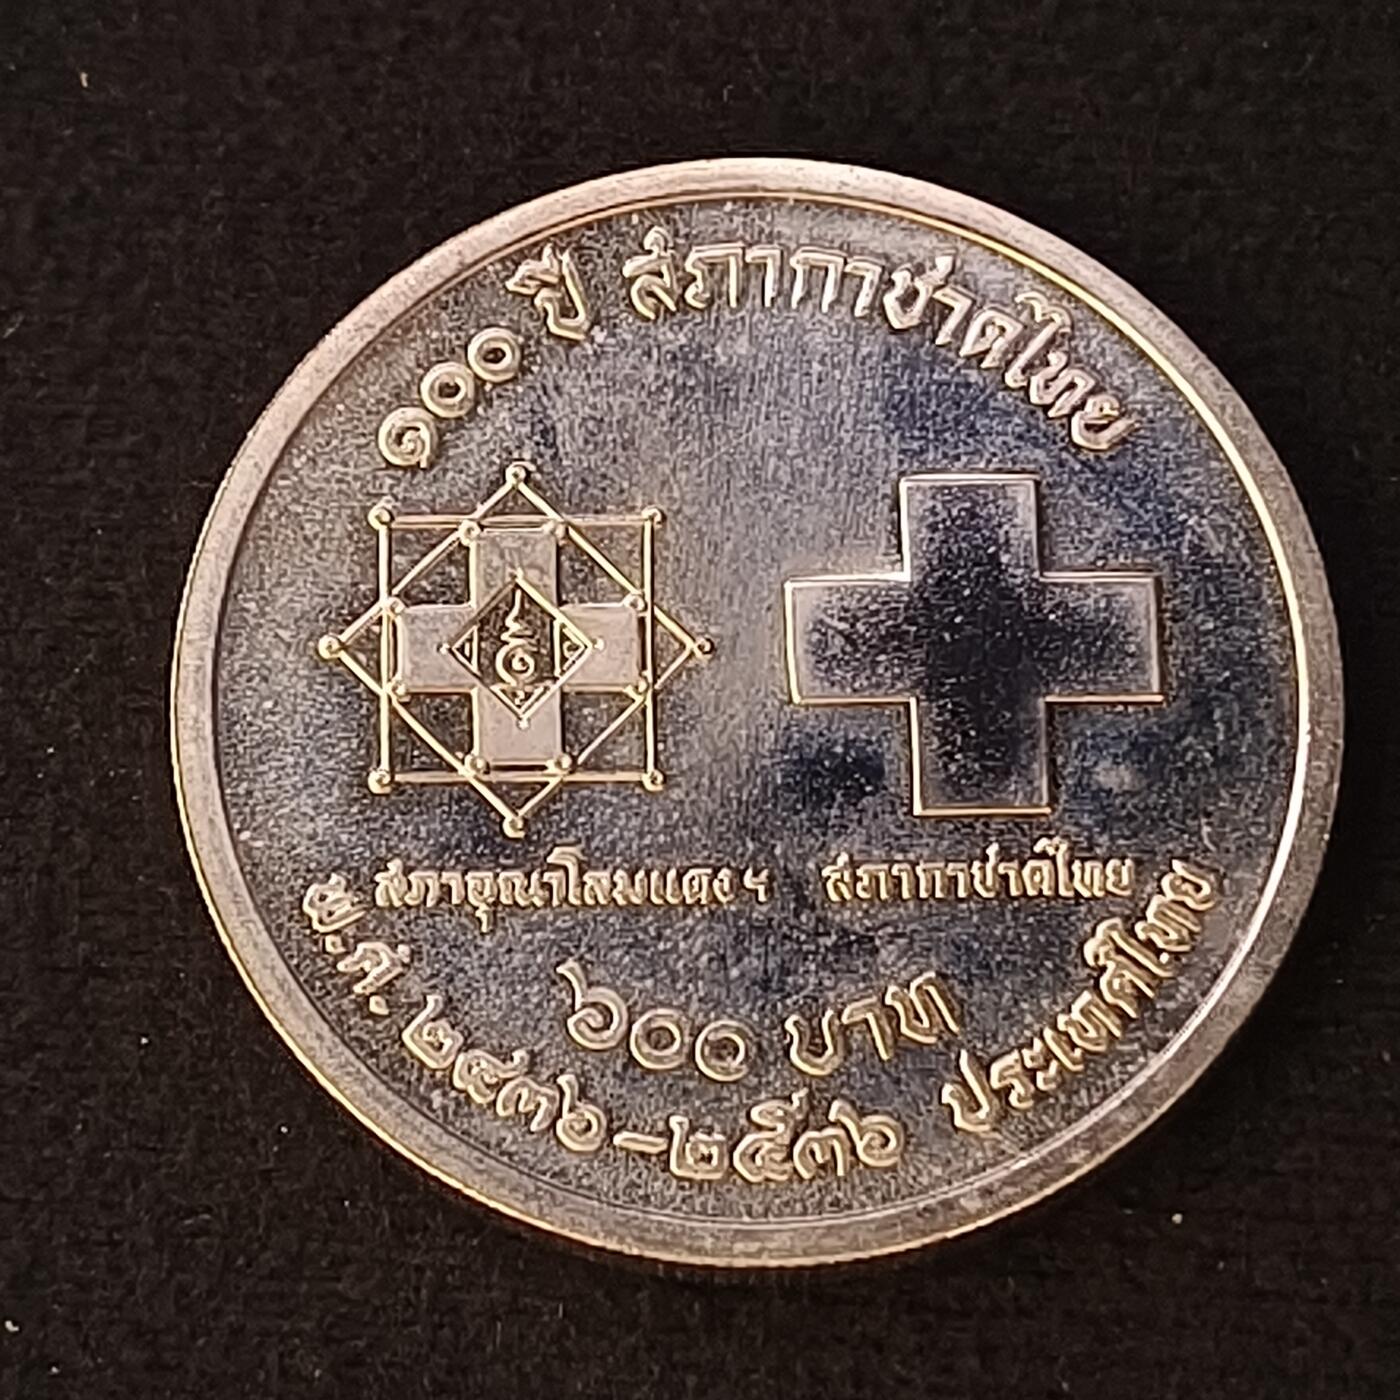 ๑๐๐ ปี สภากาชาดไทย
สภาอุณาโลมแดงฯ
สภากาชาดไทย
๖๐๐ บาท
พ.ศ. ๒๔๓๖-๒๕๓๖ ประเทศไทย